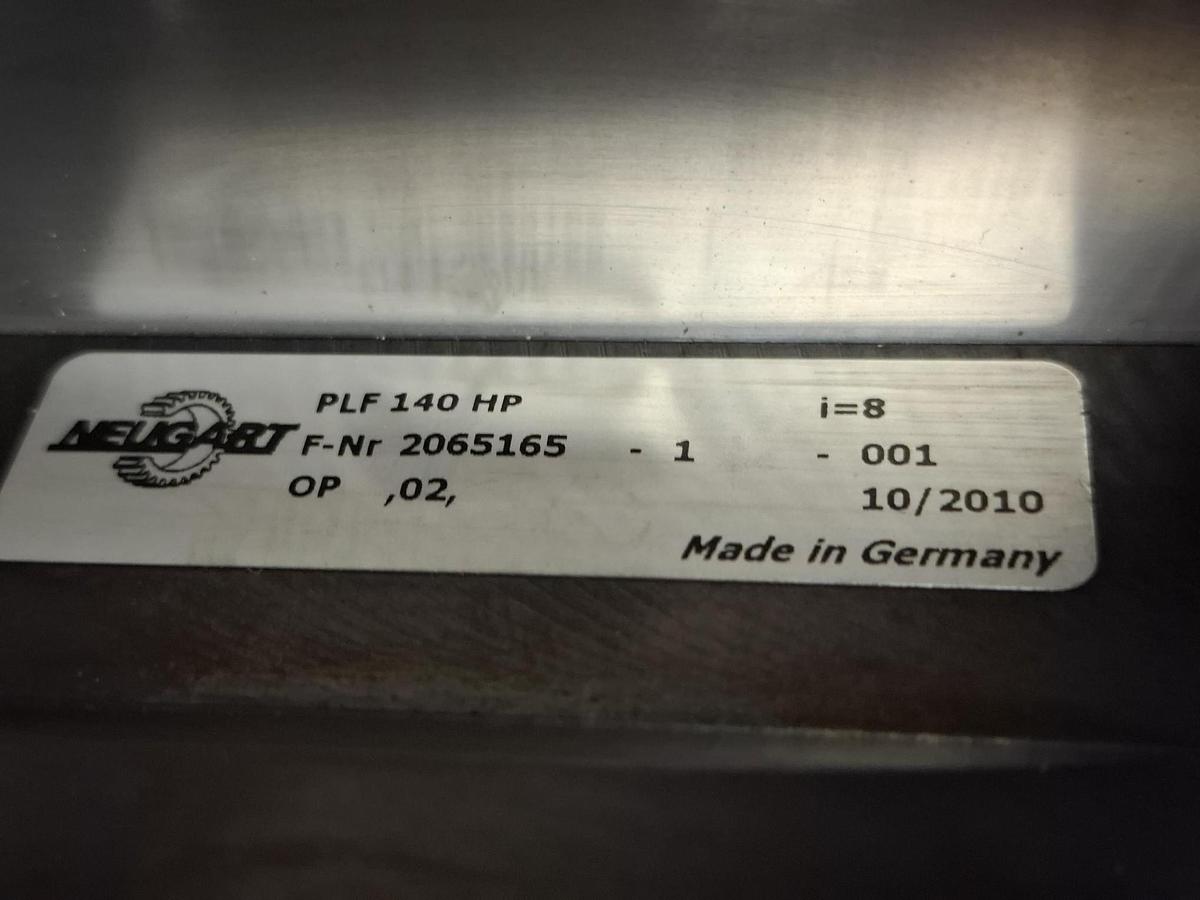 NEUGART
PLF 140 HP i=8
F-Nr 2065165 - 1 - 001
OP ,02, 10/2010
Made in Germany